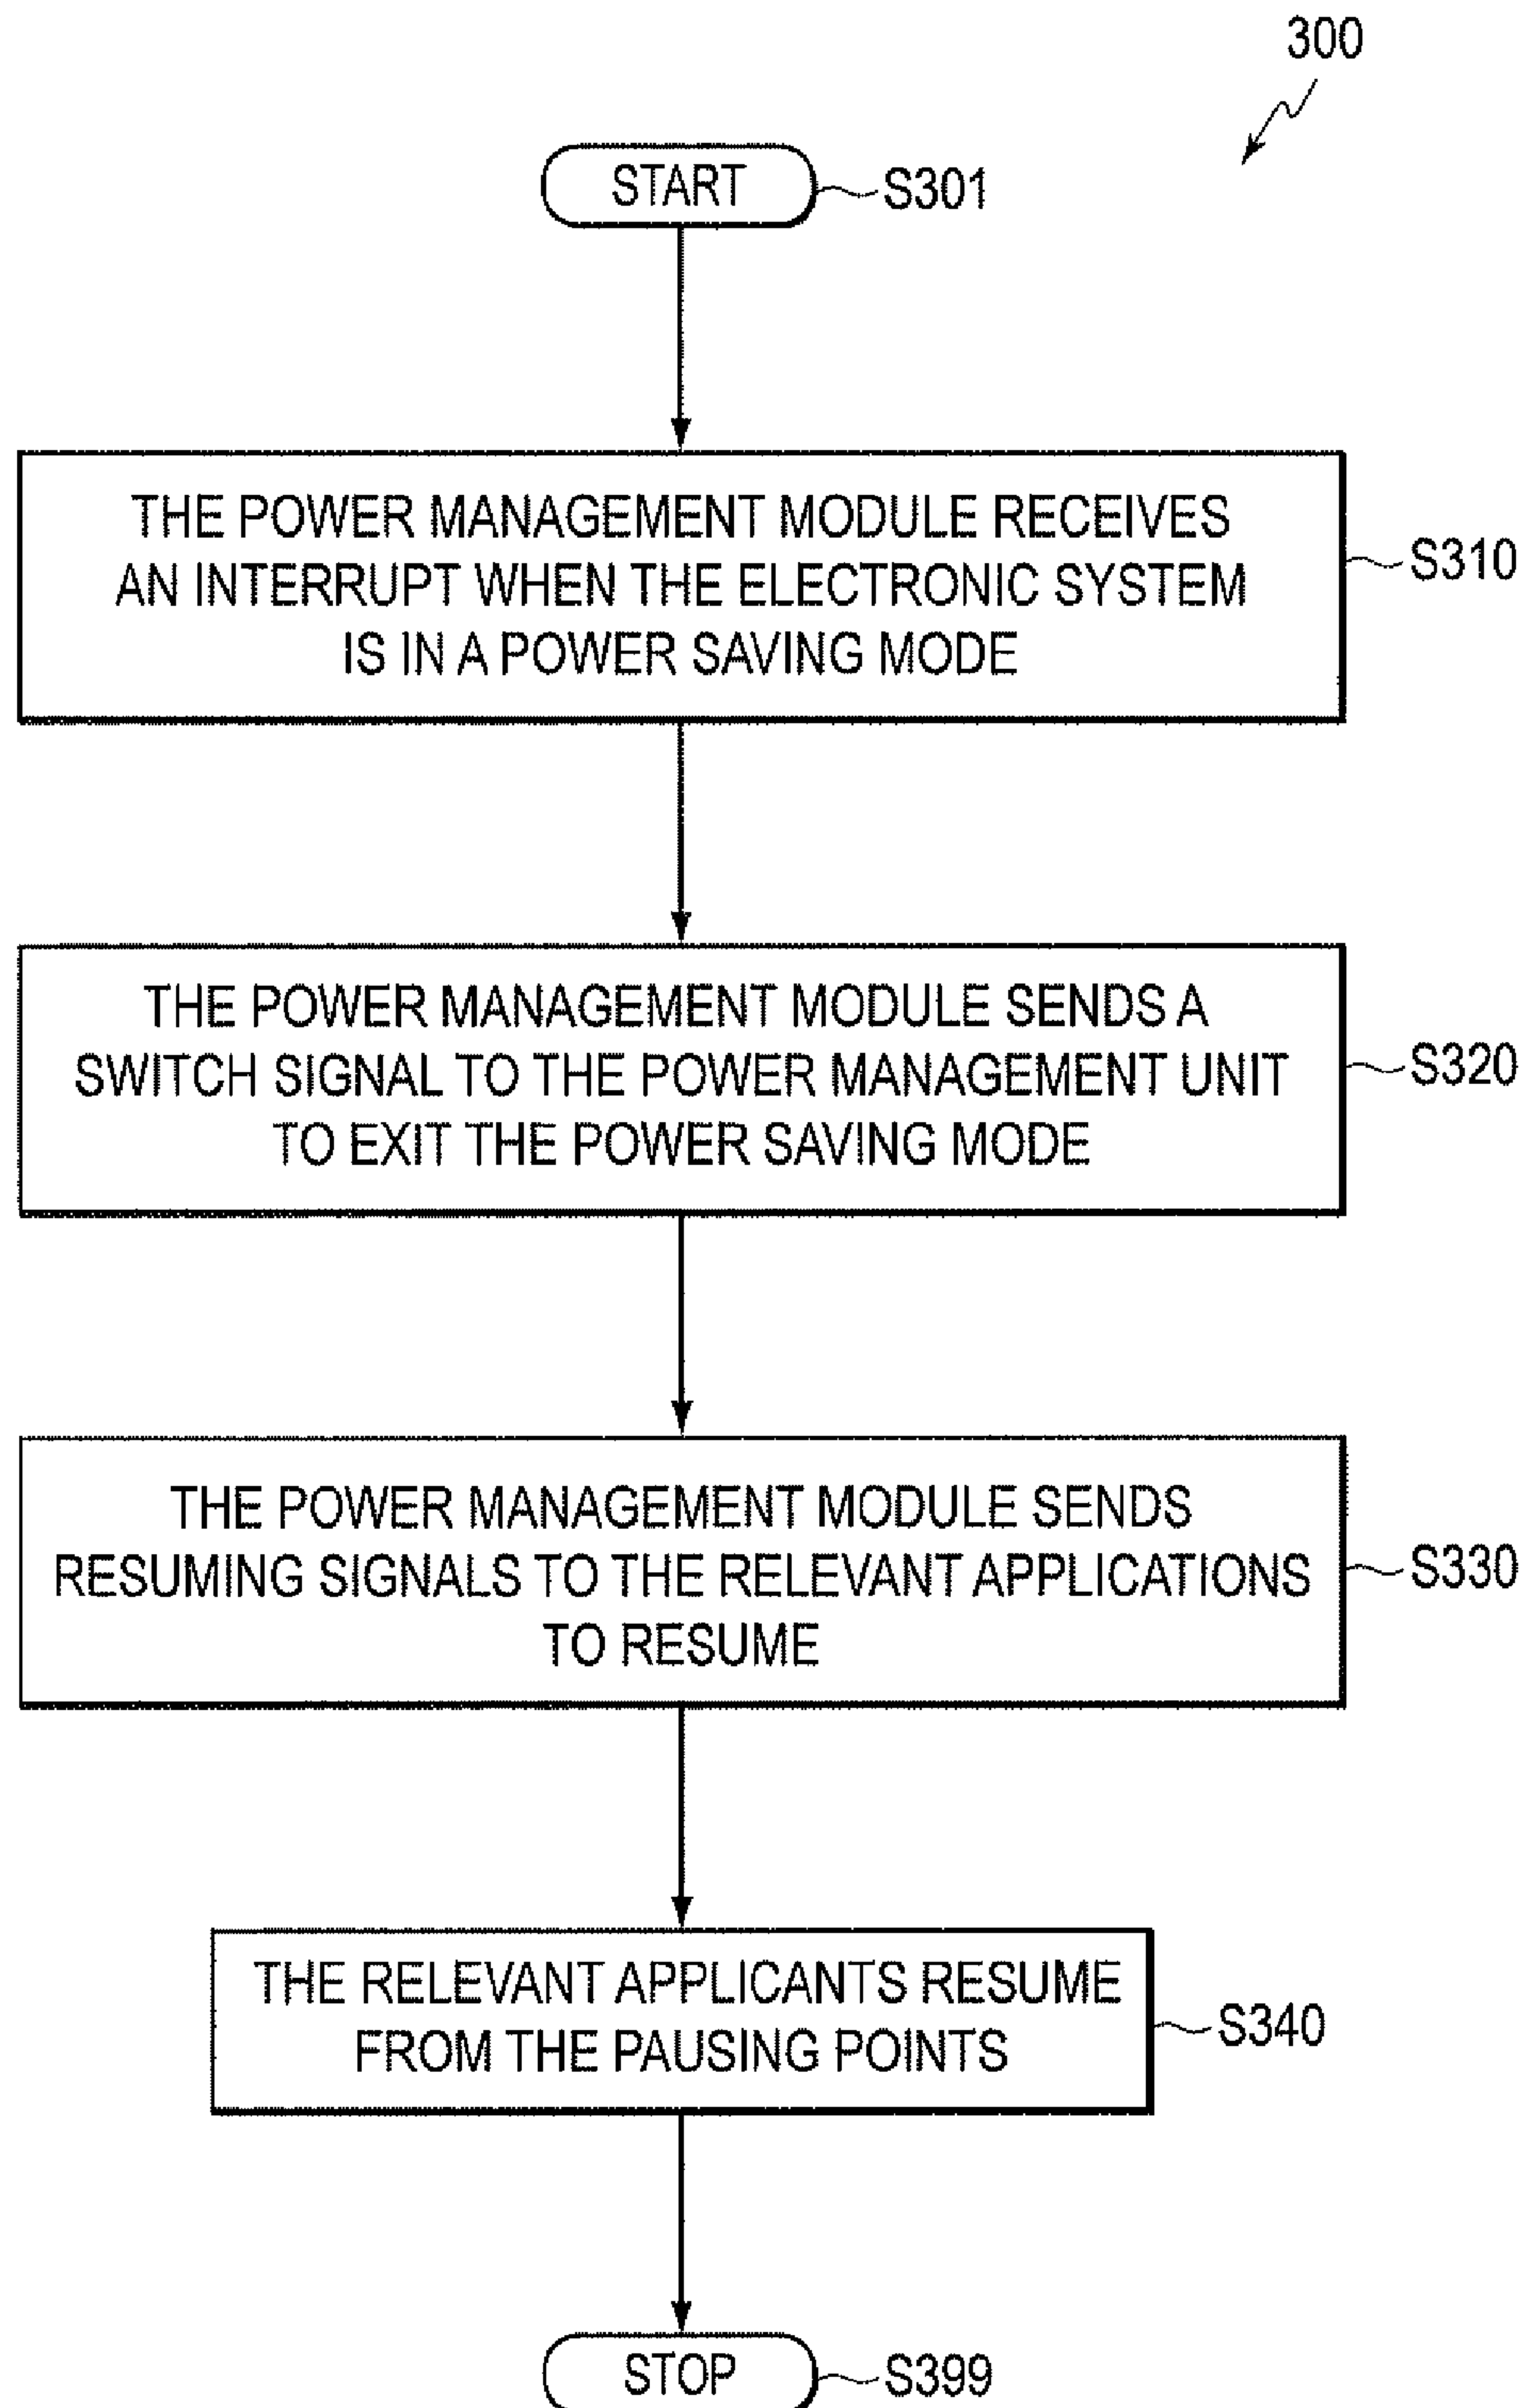 300
START
S301
THE POWER MANAGEMENT MODULE RECEIVES
AN INTERRUPT WHEN THE ELECTRONIC SYSTEM
IS IN A POWER SAVING MODE
S310
THE POWER MANAGEMENT MODULE SENDS A
SWITCH SIGNAL TO THE POWER MANAGEMENT UNIT
TO EXIT THE POWER SAVING MODE
S320
THE POWER MANAGEMENT MODULE SENDS
RESUMING SIGNALS TO THE RELEVANT APPLICATIONS
TO RESUME
S330
THE RELEVANT APPLICANTS RESUME
FROM THE PAUSING POINTS
S340
STOP
S399